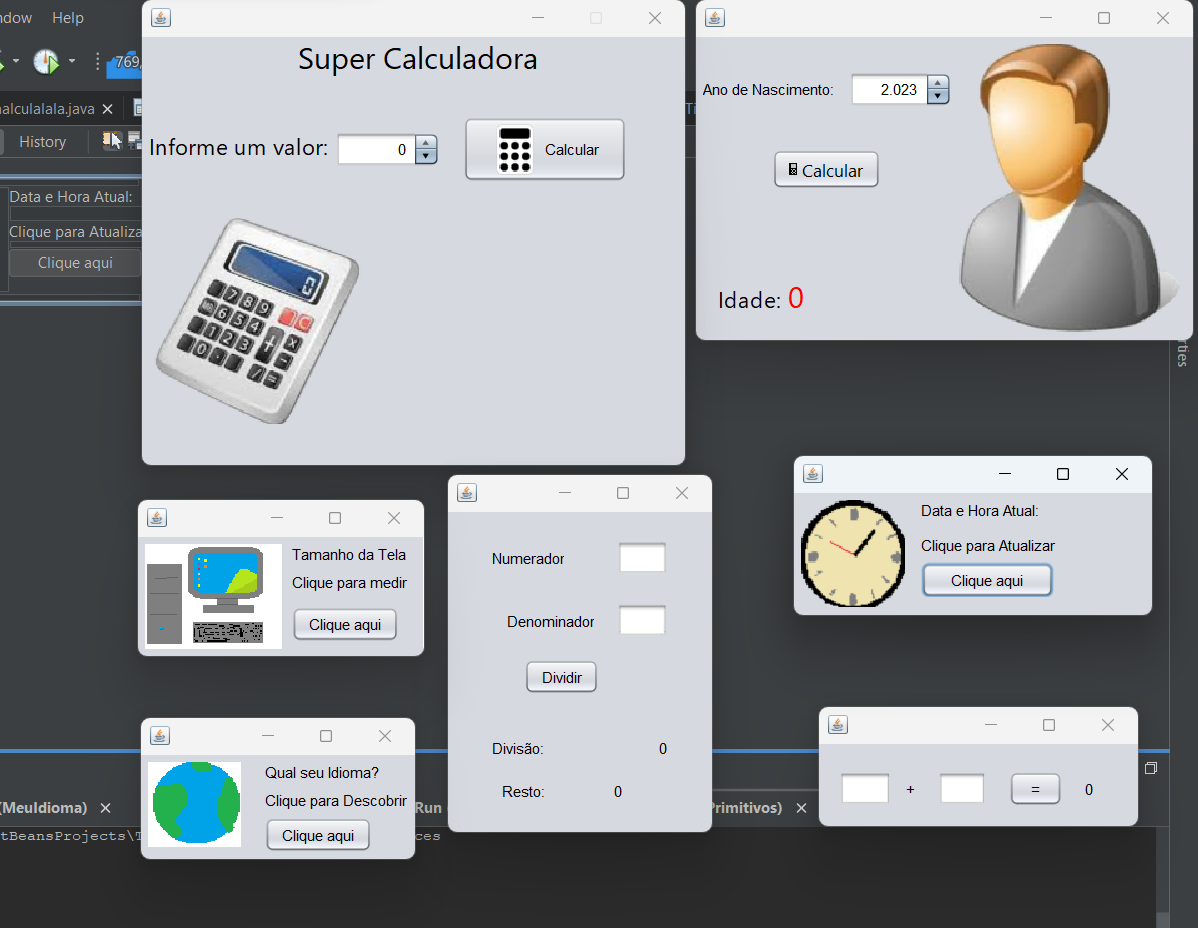 Help
769,
alculalala.java
History
Data e Hora Atual:
Clique para Atualiza
Clique aqui
Super Calculadora
Informe um valor:
0
Calcular
0
7 8 9
6 5 4
C
1 2 3 + ×
0 . -
/ =
Ano de Nascimento:
2.023
Calcular
Idade: 0
Tamanho da Tela
Clique para medir
Clique aqui
Numerador
Denominador
Dividir
Divisão:
0
Resto:
0
Data e Hora Atual:
Clique para Atualizar
Clique aqui
Qual seu Idioma?
Clique para Descobrir
Clique aqui
+
=
0
(MeuIdioma)
Run
Primitivos)
tBeansProjects\T
ces